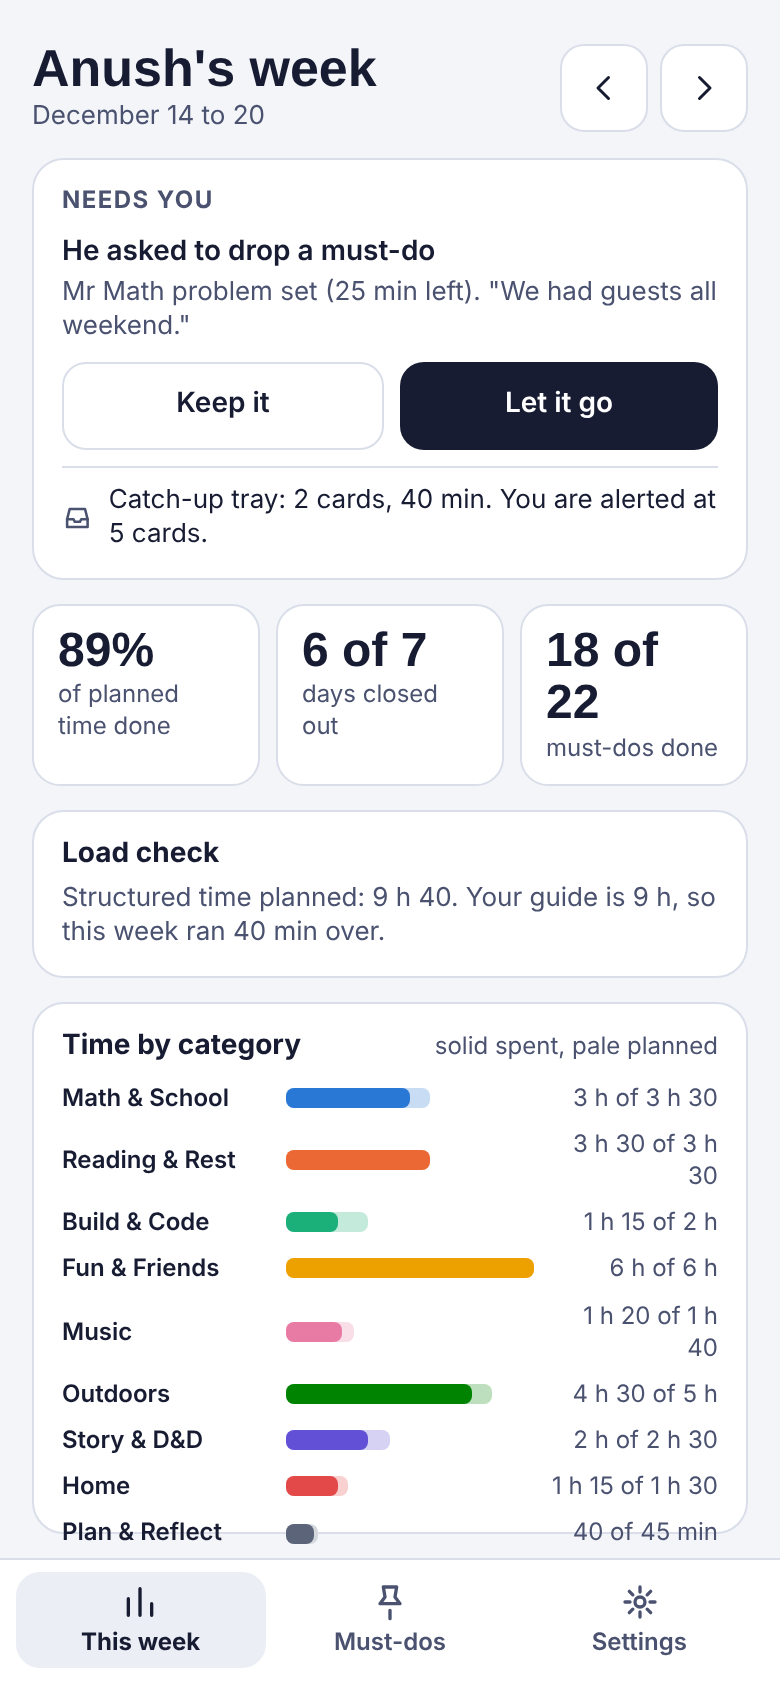 Anush's week
December 14 to 20
NEEDS YOU
He asked to drop a must-do
Mr Math problem set (25 min left). "We had guests all
weekend."
Keep it
Let it go
Catch-up tray: 2 cards, 40 min. You are alerted at
5 cards.
89%
of planned
time done
6 of 7
days closed
out
18 of
22
must-dos done
Load check
Structured time planned: 9 h 40. Your guide is 9 h, so
this week ran 40 min over.
Time by category
solid spent, pale planned
Math & School
3 h of 3 h 30
Reading & Rest
3 h 30 of 3 h
30
Build & Code
1 h 15 of 2 h
Fun & Friends
6 h of 6 h
Music
1 h 20 of 1 h
40
Outdoors
4 h 30 of 5 h
Story & D&D
2 h of 2 h 30
Home
1 h 15 of 1 h 30
Plan & Reflect
40 of 45 min
This week
Must-dos
Settings